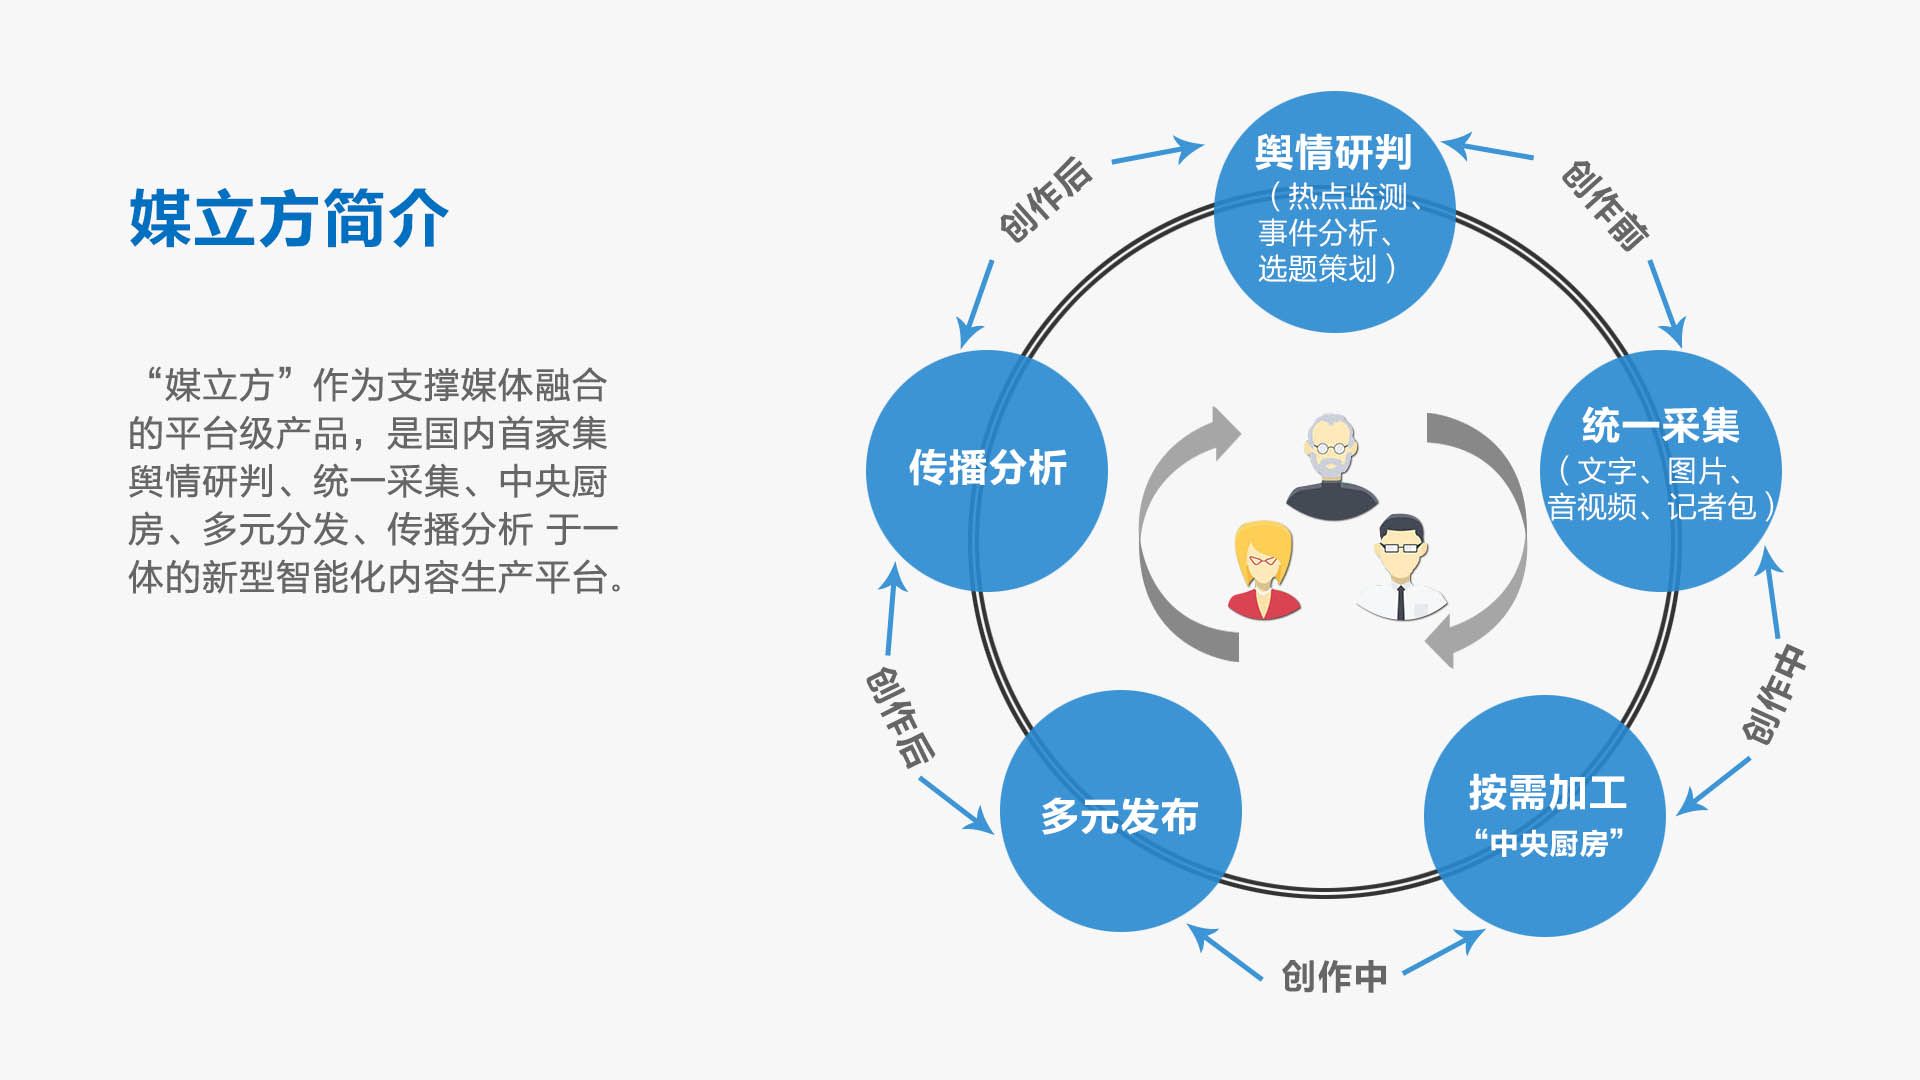 媒立方简介
“媒立方”作为支撑媒体融合
的平台级产品，是国内首家集
舆情研判、统一采集、中央厨
房、多元分发、传播分析 于一
体的新型智能化内容生产平台。
舆情研判
（热点监测、
事件分析、
选题策划）
创作前
统一采集
（文字、图片、
音视频、记者包）
创作中
按需加工
“中央厨房”
创作中
多元发布
创作后
传播分析
创作后